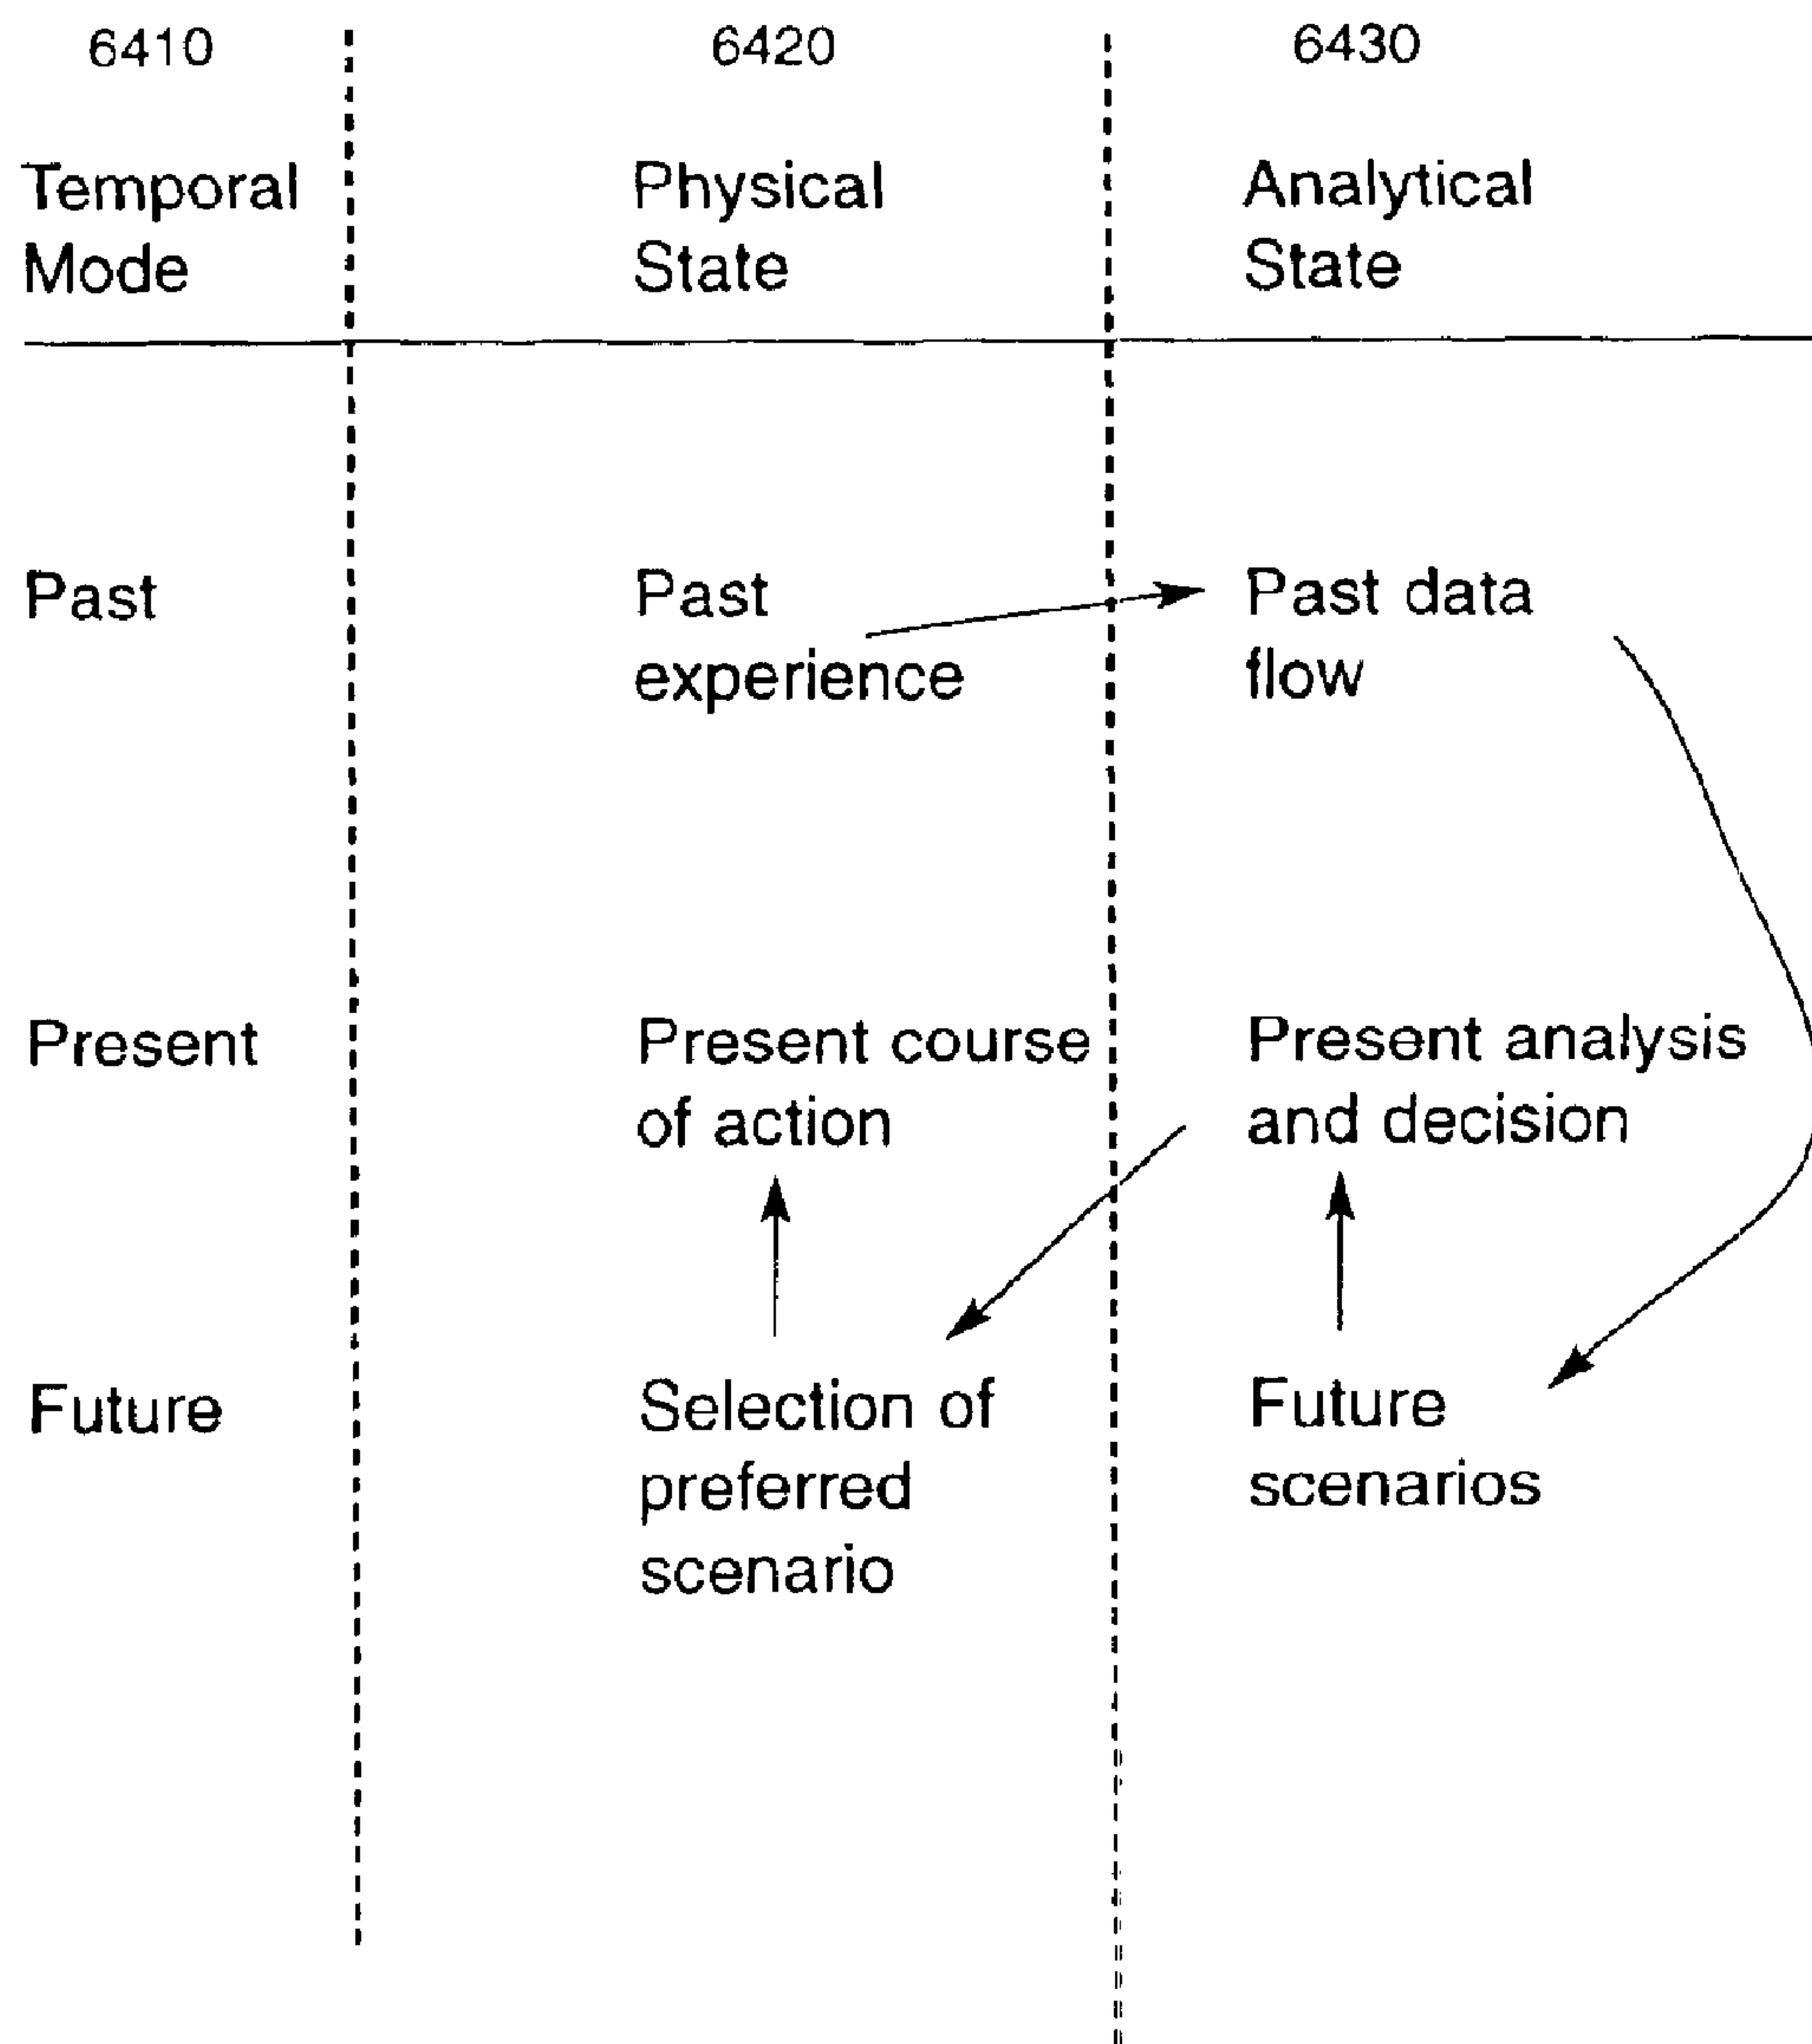 6410 6420 6430
Temporal Physical Analytical
Mode State State
Past Past Past data
experience flow
Present Present course Present analysis
of action and decision
Future Selection of Future
preferred scenarios
scenario